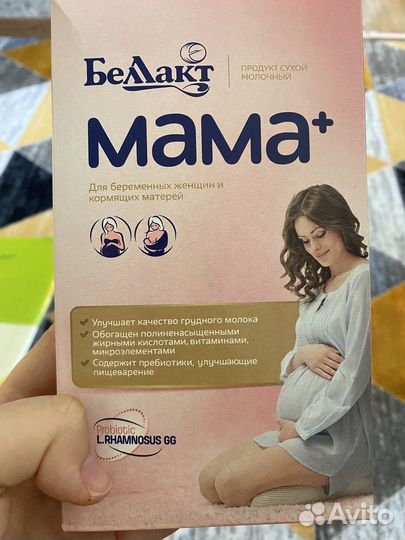 Беллакт
ПРОДУКТ СУХОЙ
МОЛОЧНЫЙ
мама+
Для беременных женщин и
кормящих матерей
Улучшает качество грудного молока
Обогащен полиненасыщенными
жирными кислотами, витаминами,
микроэлементами
Содержит пребиотики, улучшающие
пищеварение
Probiotic
L.RHAMNOSUS GG
Avito